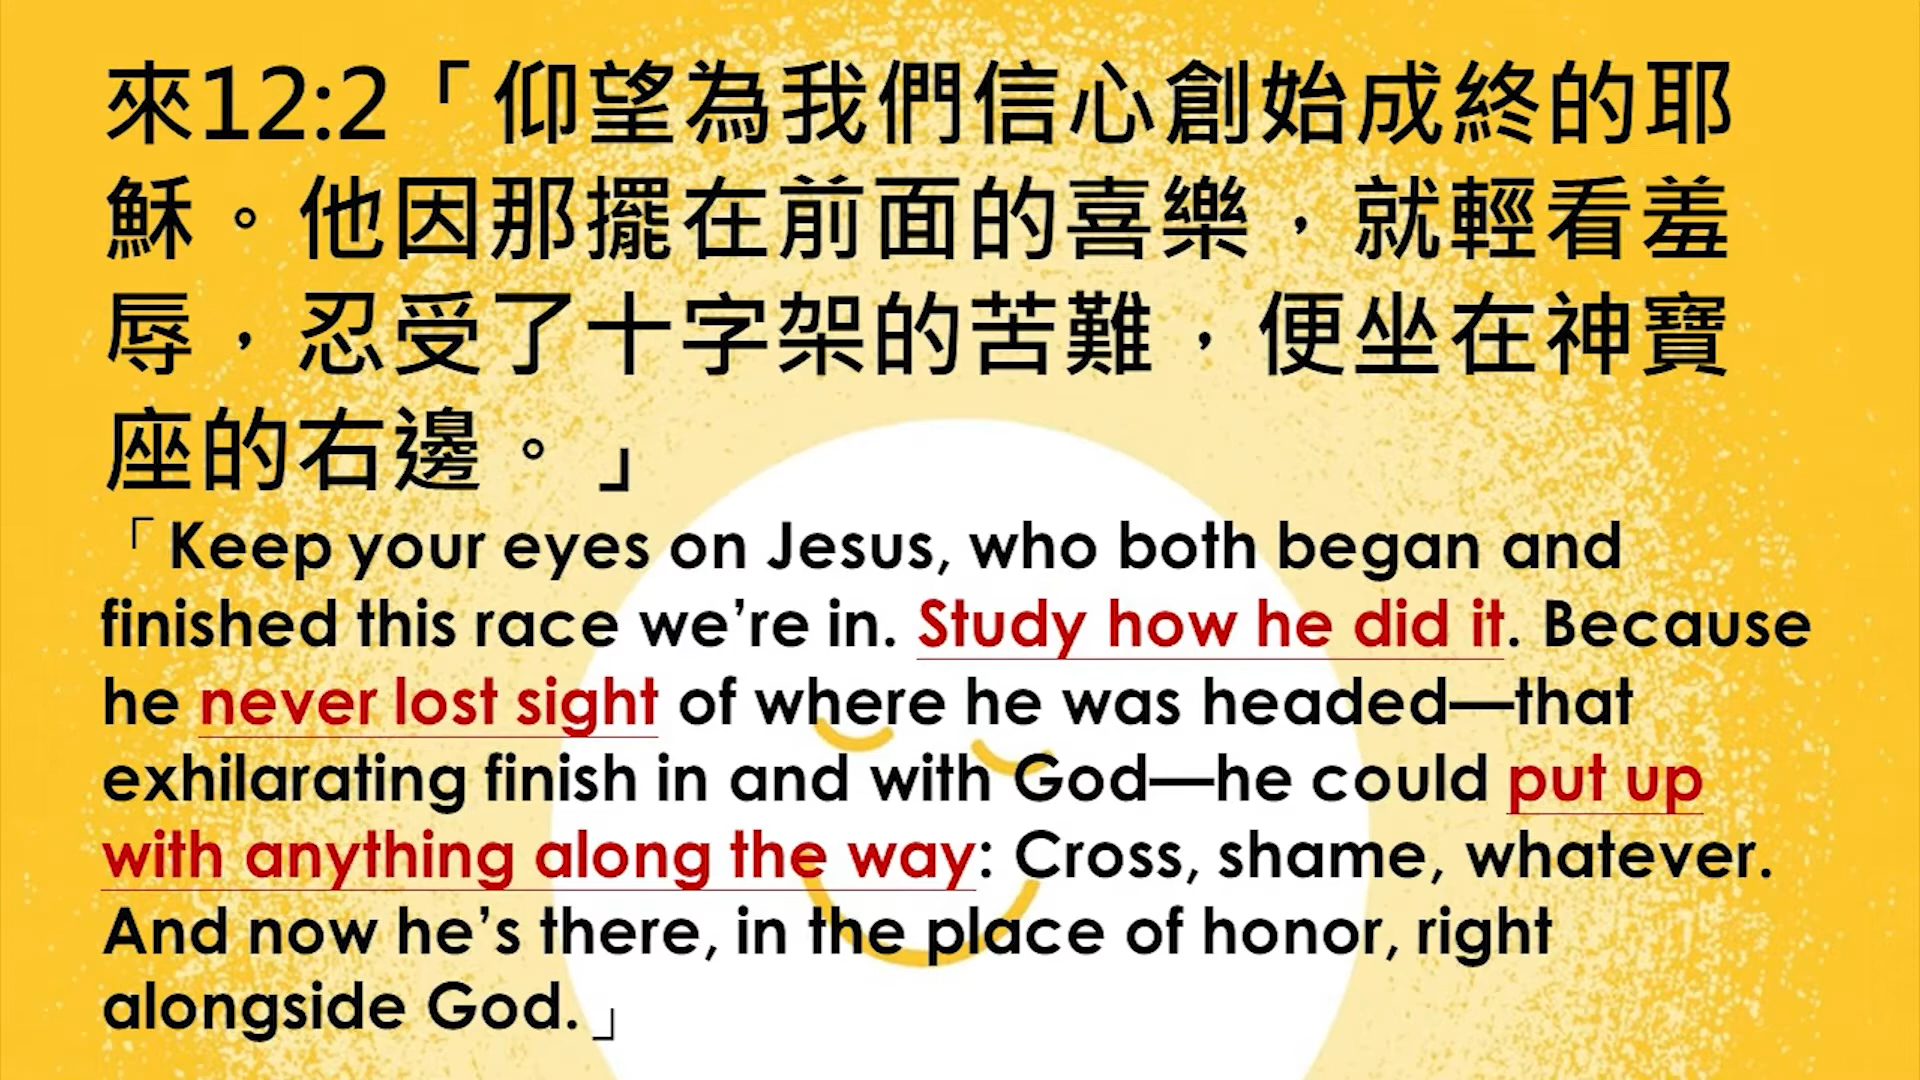 來12:2「仰望為我們信心創始成終的耶
穌。他因那擺在前面的喜樂，就輕看羞
辱，忍受了十字架的苦難，便坐在神寶
座的右邊。」
「Keep your eyes on Jesus, who both began and
finished this race we’re in. Study how he did it. Because
he never lost sight of where he was headed—that
exhilarating finish in and with God—he could put up
with anything along the way: Cross, shame, whatever.
And now he’s there, in the place of honor, right
alongside God.」